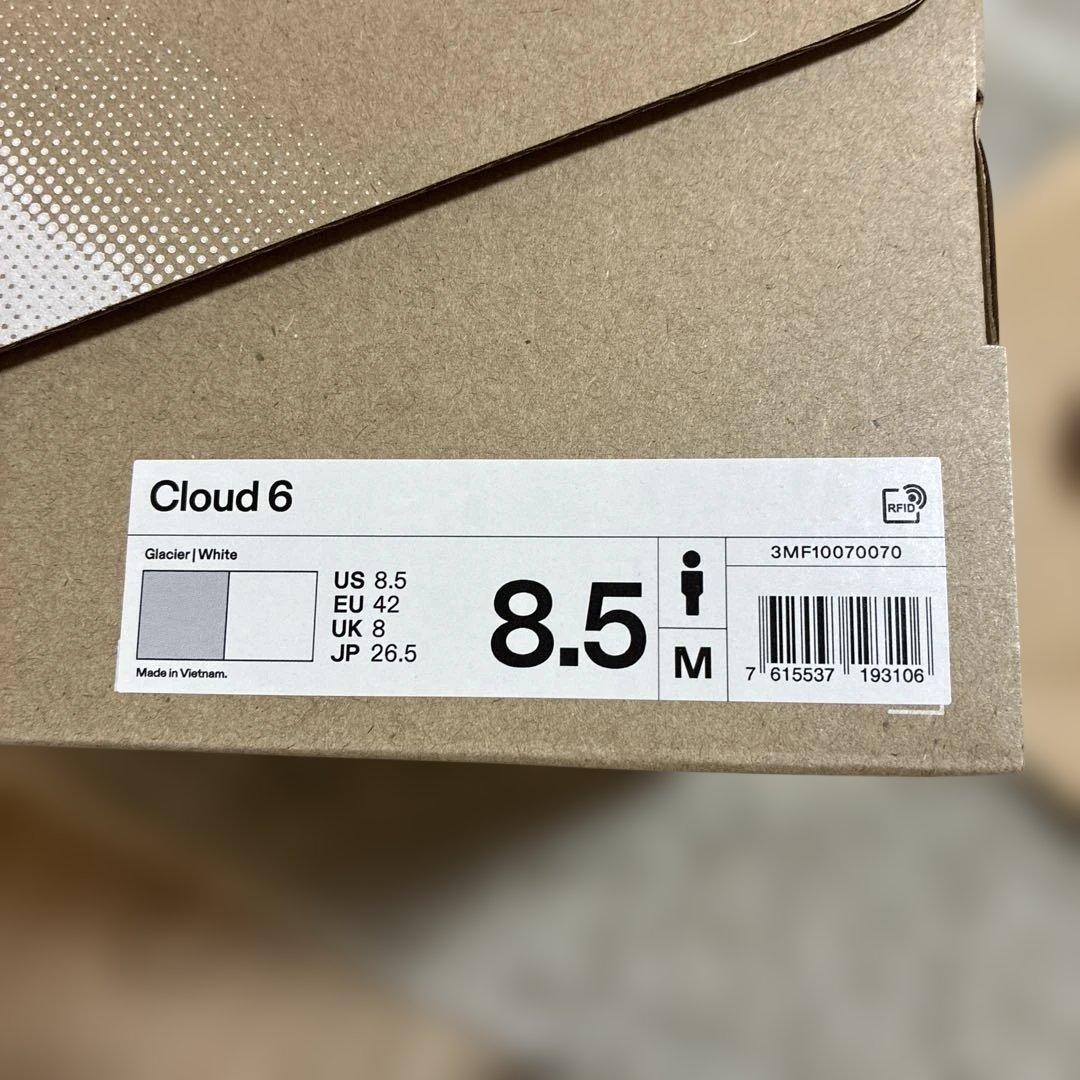 Cloud 6
RFID
Glacier | White
US 8.5
EU 42
UK 8
JP 26.5
Made in Vietnam.
8.5
M
3MF10070070
7 615537 193106